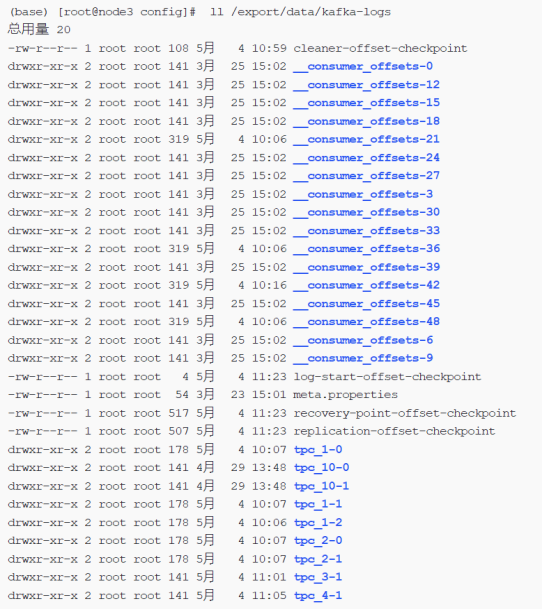 (base) [root@node3 config]#  ll /export/data/kafka-logs
总用量 20
-rw-r--r-- 1 root root 108 5月   4 10:59 cleaner-offset-checkpoint
drwxr-xr-x 2 root root 141 3月  25 15:02 __consumer_offsets-0
drwxr-xr-x 2 root root 141 3月  25 15:02 __consumer_offsets-12
drwxr-xr-x 2 root root 141 3月  25 15:02 __consumer_offsets-15
drwxr-xr-x 2 root root 141 3月  25 15:02 __consumer_offsets-18
drwxr-xr-x 2 root root 319 5月   4 10:06 __consumer_offsets-21
drwxr-xr-x 2 root root 141 3月  25 15:02 __consumer_offsets-24
drwxr-xr-x 2 root root 141 3月  25 15:02 __consumer_offsets-27
drwxr-xr-x 2 root root 141 3月  25 15:02 __consumer_offsets-3
drwxr-xr-x 2 root root 141 3月  25 15:02 __consumer_offsets-30
drwxr-xr-x 2 root root 141 3月  25 15:02 __consumer_offsets-33
drwxr-xr-x 2 root root 319 5月   4 10:06 __consumer_offsets-36
drwxr-xr-x 2 root root 141 3月  25 15:02 __consumer_offsets-39
drwxr-xr-x 2 root root 319 5月   4 10:16 __consumer_offsets-42
drwxr-xr-x 2 root root 141 3月  25 15:02 __consumer_offsets-45
drwxr-xr-x 2 root root 319 5月   4 10:06 __consumer_offsets-48
drwxr-xr-x 2 root root 141 3月  25 15:02 __consumer_offsets-6
drwxr-xr-x 2 root root 141 3月  25 15:02 __consumer_offsets-9
-rw-r--r-- 1 root root   4 5月   4 11:23 log-start-offset-checkpoint
-rw-r--r-- 1 root root  54 3月  23 15:01 meta.properties
-rw-r--r-- 1 root root 517 5月   4 11:23 recovery-point-offset-checkpoint
-rw-r--r-- 1 root root 507 5月   4 11:23 replication-offset-checkpoint
drwxr-xr-x 2 root root 178 5月   4 10:07 tpc_1-0
drwxr-xr-x 2 root root 141 4月  29 13:48 tpc_10-0
drwxr-xr-x 2 root root 141 4月  29 13:48 tpc_10-1
drwxr-xr-x 2 root root 178 5月   4 10:07 tpc_1-1
drwxr-xr-x 2 root root 178 5月   4 10:06 tpc_1-2
drwxr-xr-x 2 root root 178 5月   4 10:07 tpc_2-0
drwxr-xr-x 2 root root 178 5月   4 10:07 tpc_2-1
drwxr-xr-x 2 root root 141 5月   4 11:01 tpc_3-1
drwxr-xr-x 2 root root 141 5月   4 11:05 tpc_4-1